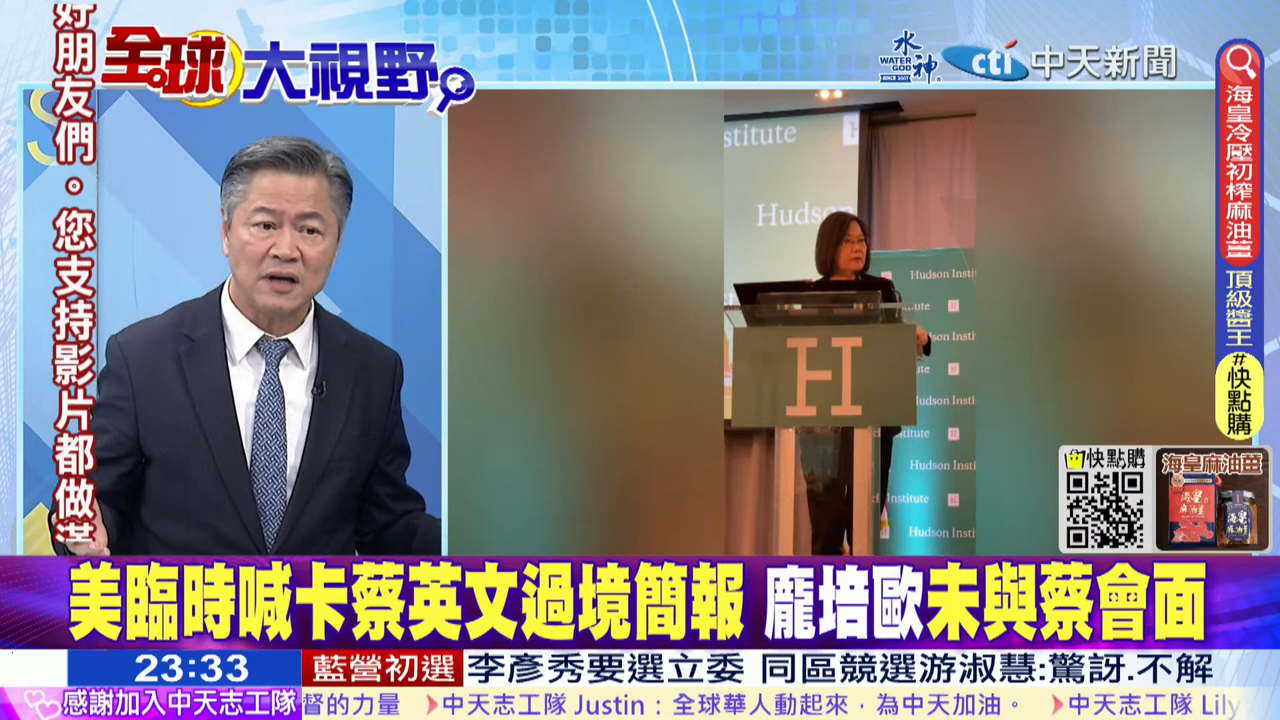 好朋友們。您支持影片都做滿
全球大視野
水神
WATER GOD
SINCE 2007
cti 中天新聞
海皇冷壓初榨麻油薑
頂級醬王
#快點購
stitute H
Hudson
Hudson Insti
H
Hudson Institute
美臨時喊卡蔡英文過境簡報 龐培歐未與蔡會面
快點購
海皇麻油薑
23:33
藍營初選
李彥秀要選立委 同區競選游淑慧:驚訝.不解
感謝加入中天志工隊
督的力量
中天志工隊 Justin：全球華人動起來，為中天加油。
中天志工隊 Lily